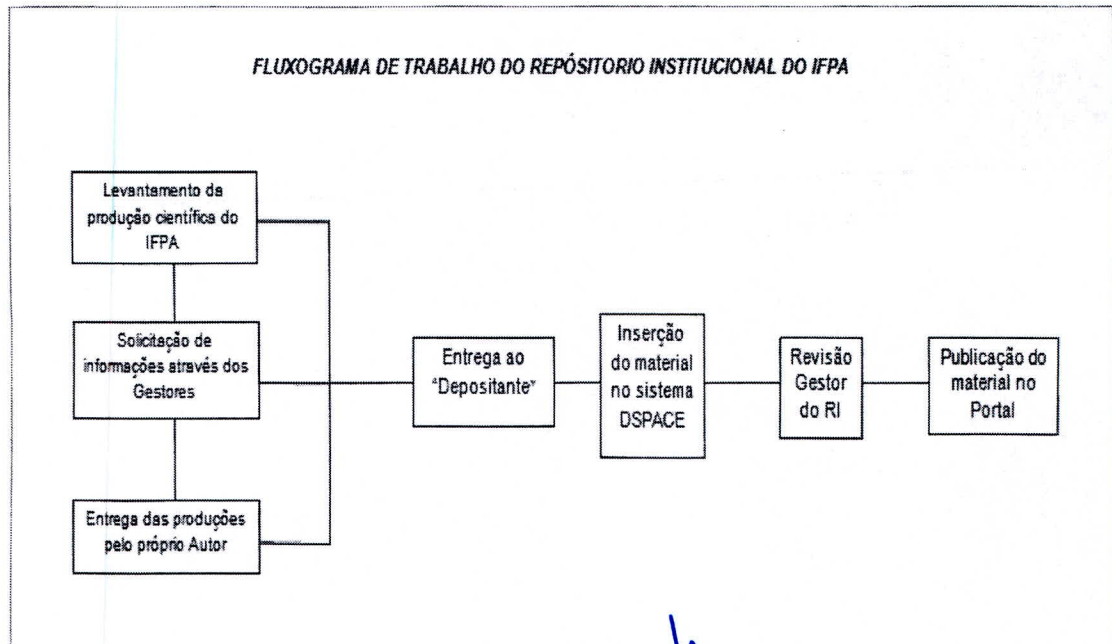 FLUXOGRAMA DE TRABALHO DO REPÓSITORIO INSTITUCIONAL DO IFPA
Levantamento da
produção científica do
IFPA
Solicitação de
informações através dos
Gestores
Entrega das produções
pelo próprio Autor
Entrega ao
"Depositante"
Inserção
do material
no sistema
DSPACE
Revisão
Gestor
do RI
Publicação do
material no
Portal